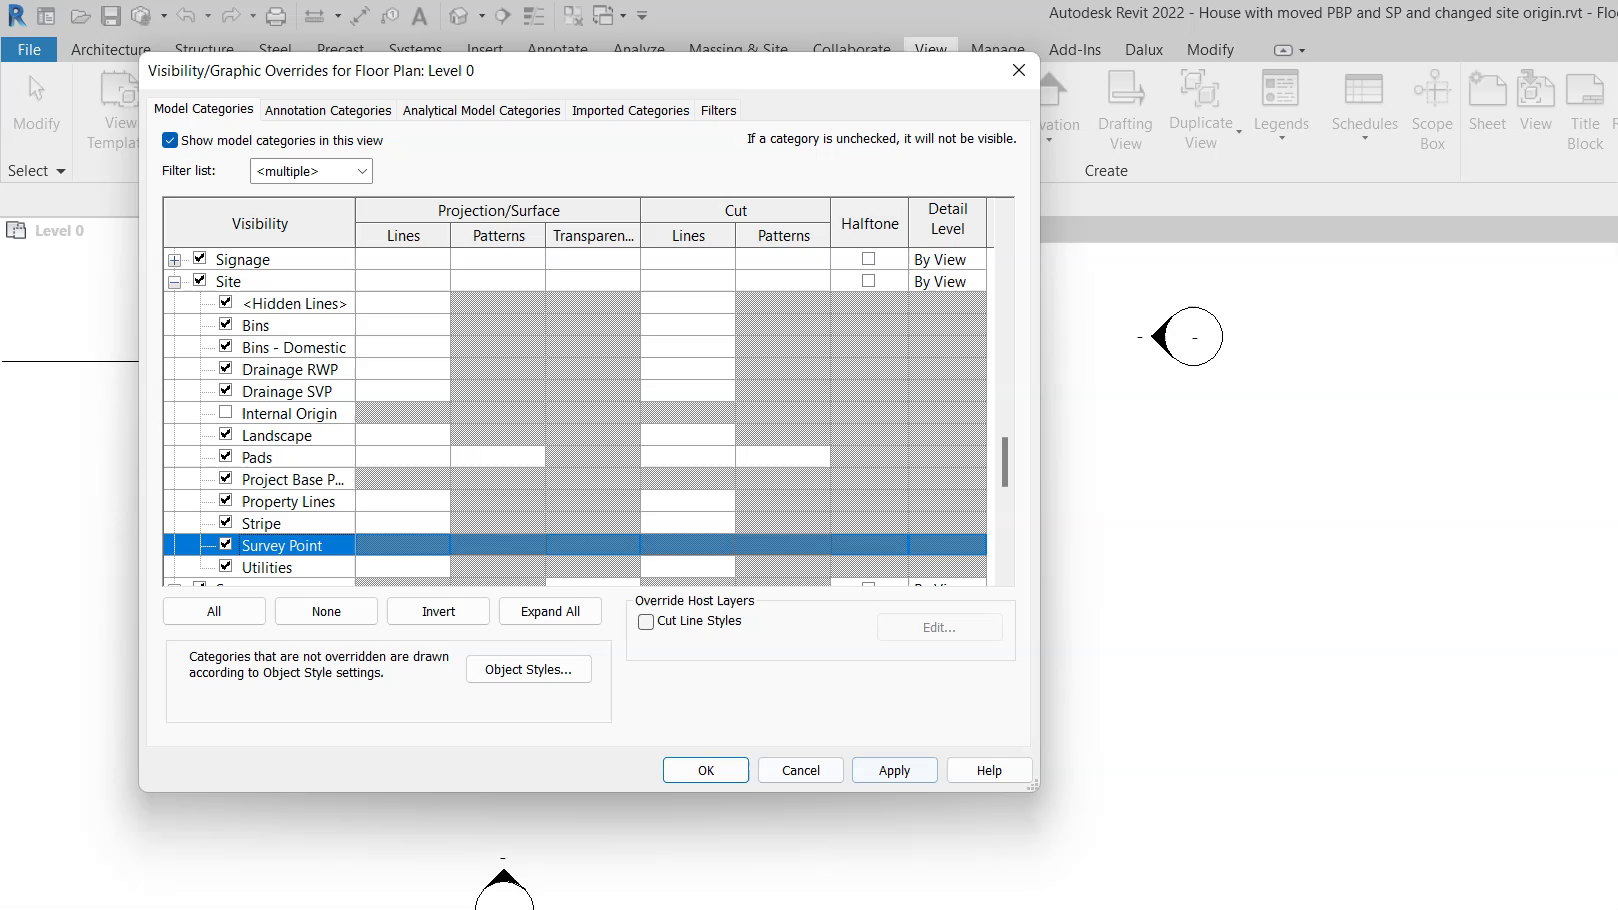 Autodesk Revit 2022 - House with moved PBP and SP and changed site origin.rvt - Flo
File
Architecture
Structure
Steel
Precast
Systems
Insert
Annotate
Analyze
Massing & Site
Collaborate
View
Manage
Add-Ins
Dalux
Modify
Modify
View
Templat
vation
Drafting
View
Duplicate
View
Legends
Schedules
Scope
Box
Sheet
View
Title
Block
Select
Create
Level 0
Visibility/Graphic Overrides for Floor Plan: Level 0
Model Categories
Annotation Categories
Analytical Model Categories
Imported Categories
Filters
Show model categories in this view
If a category is unchecked, it will not be visible.
Filter list:
<multiple>
Visibility
Projection/Surface
Cut
Halftone
Detail
Level
Lines
Patterns
Transparen...
Lines
Patterns
Signage
By View
Site
By View
<Hidden Lines>
Bins
Bins - Domestic
Drainage RWP
Drainage SVP
Internal Origin
Landscape
Pads
Project Base P...
Property Lines
Stripe
Survey Point
Utilities
All
None
Invert
Expand All
Override Host Layers
Cut Line Styles
Edit...
Categories that are not overridden are drawn
according to Object Style settings.
Object Styles...
OK
Cancel
Apply
Help